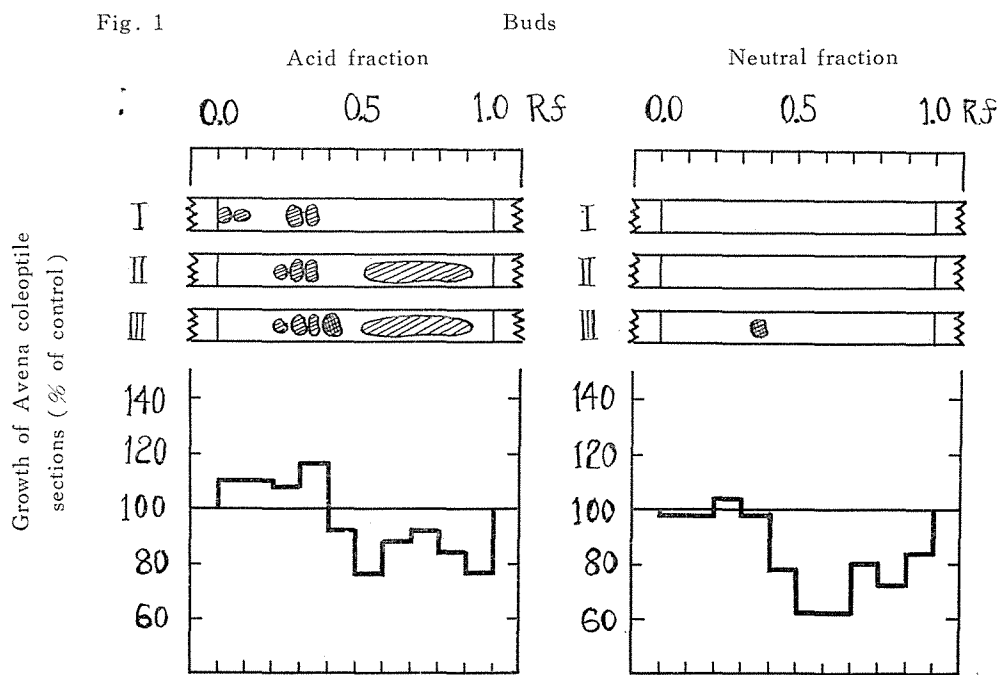 Fig. 1
Buds
Acid fraction
Neutral fraction
0.0 0.5 1.0 Rf
0.0 0.5 1.0 Rf
I
II
III
I
II
III
Growth of Avena coleoptile
sections (% of control)
140
120
100
80
60
140
120
100
80
60